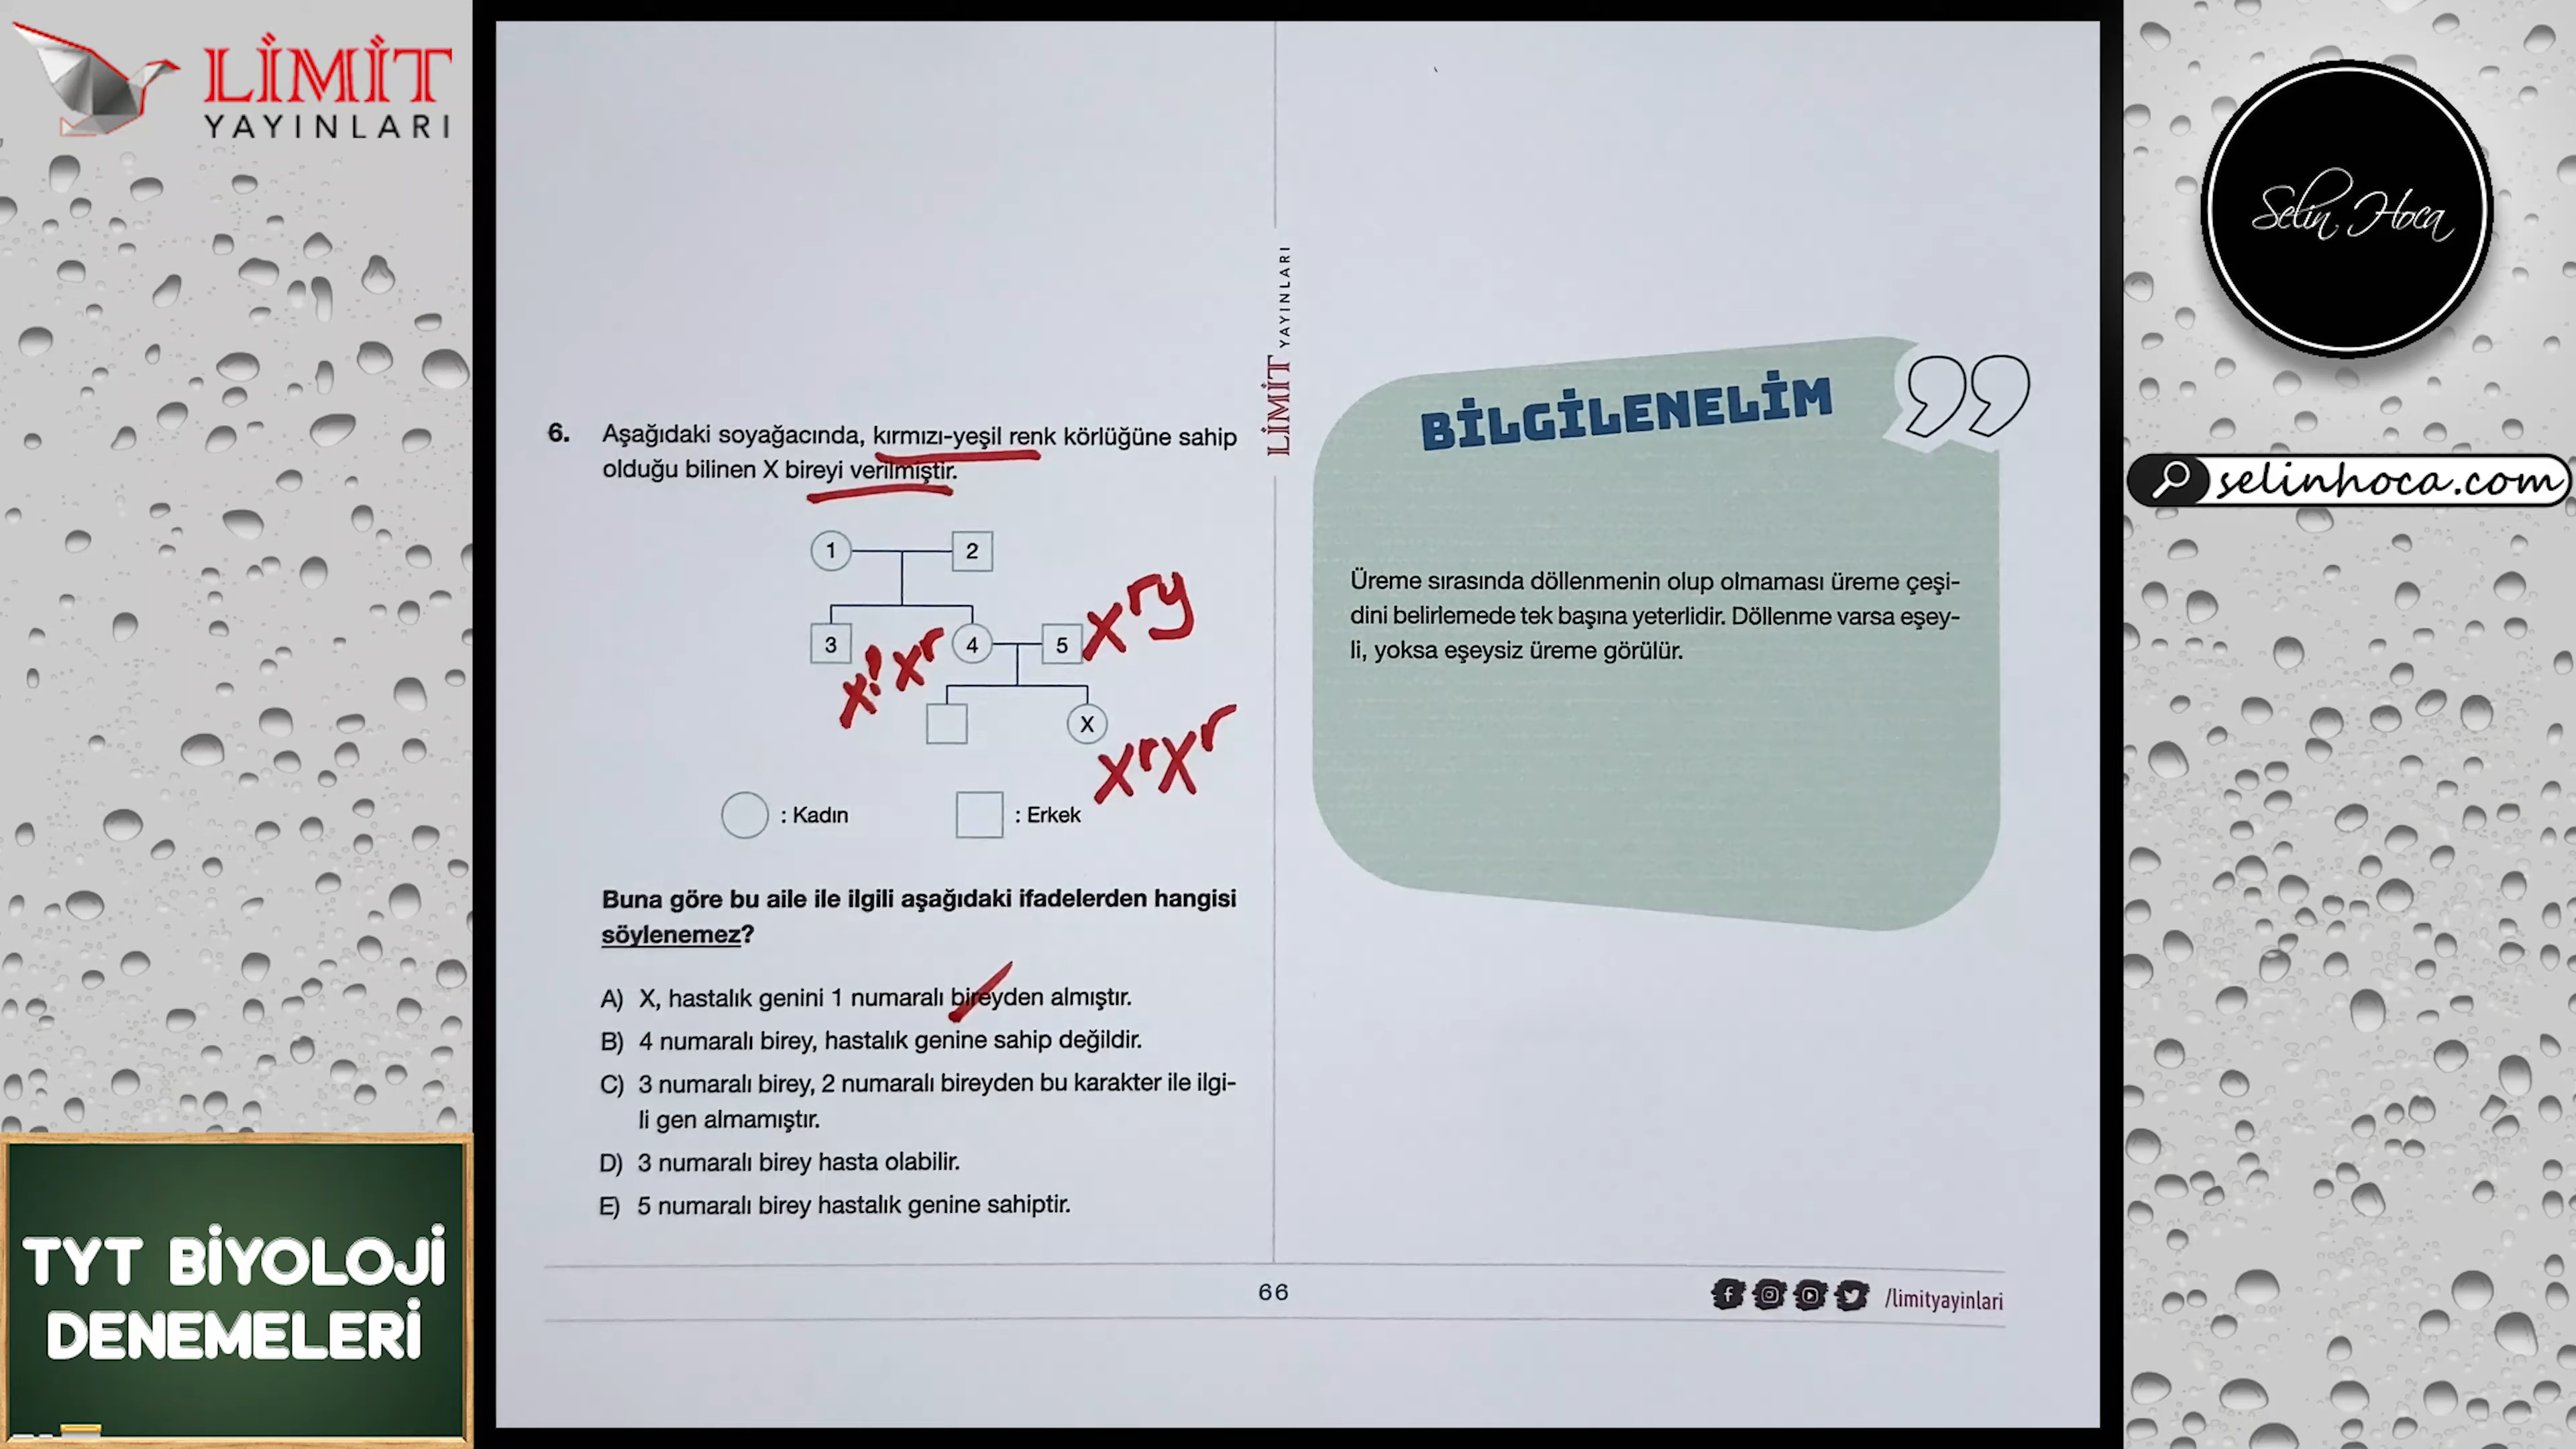 LİMİT
YAYINLARI
TYT BİYOLOJİ
DENEMELERİ
6. Aşağıdaki soyağacında, kırmızı-yeşil renk körlüğüne sahip
olduğu bilinen X bireyi verilmiştir.
1 2
3 X! Xr 4 5 Xry
X
XrXr
: Kadın : Erkek
Buna göre bu aile ile ilgili aşağıdaki ifadelerden hangisi
söylenemez?
A) X, hastalık genini 1 numaralı bireyden almıştır.
B) 4 numaralı birey, hastalık genine sahip değildir.
C) 3 numaralı birey, 2 numaralı bireyden bu karakter ile ilgi-
li gen almamıştır.
D) 3 numaralı birey hasta olabilir.
E) 5 numaralı birey hastalık genine sahiptir.
LİMİT YAYINLARI
BİLGİLENELİM
Üreme sırasında döllenmenin olup olmaması üreme çeşi-
dini belirlemede tek başına yeterlidir. Döllenme varsa eşey-
li, yoksa eşeysiz üreme görülür.
66
/limityayinlari
Selin Hoca
selinhoca.com